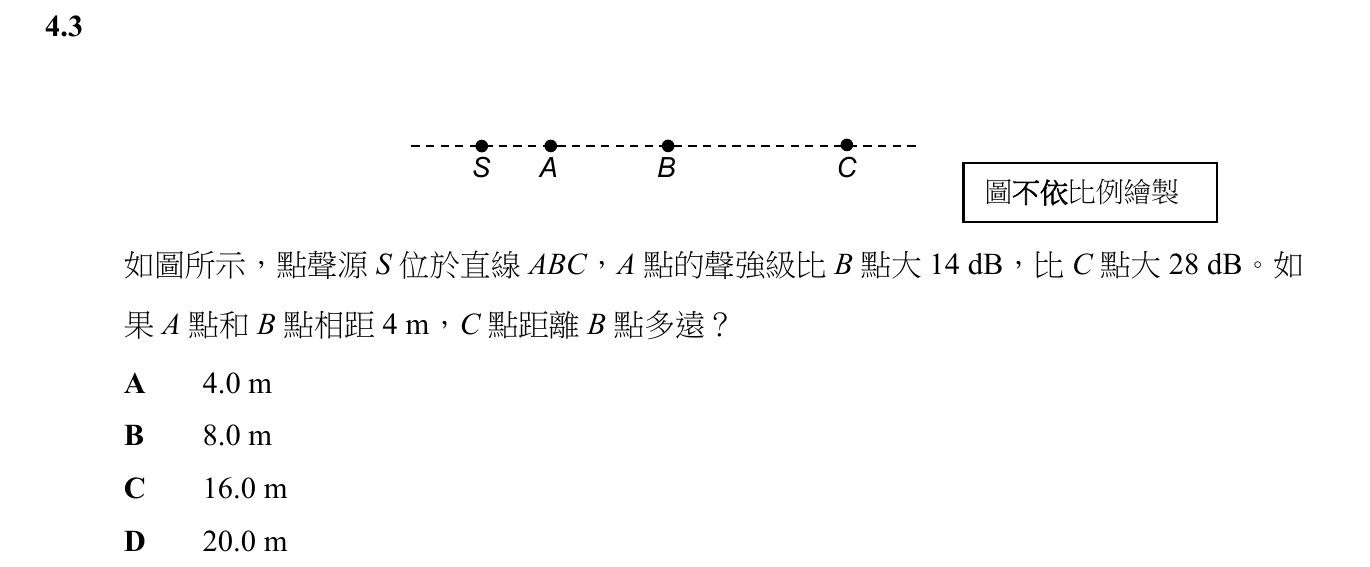 4.3
S A B C
圖不依比例繪製
如圖所示，點聲源 S 位於直線 ABC，A 點的聲強級比 B 點大 14 dB，比 C 點大 28 dB。如
果 A 點和 B 點相距 4 m，C 點距離 B 點多遠？
A 4.0 m
B 8.0 m
C 16.0 m
D 20.0 m